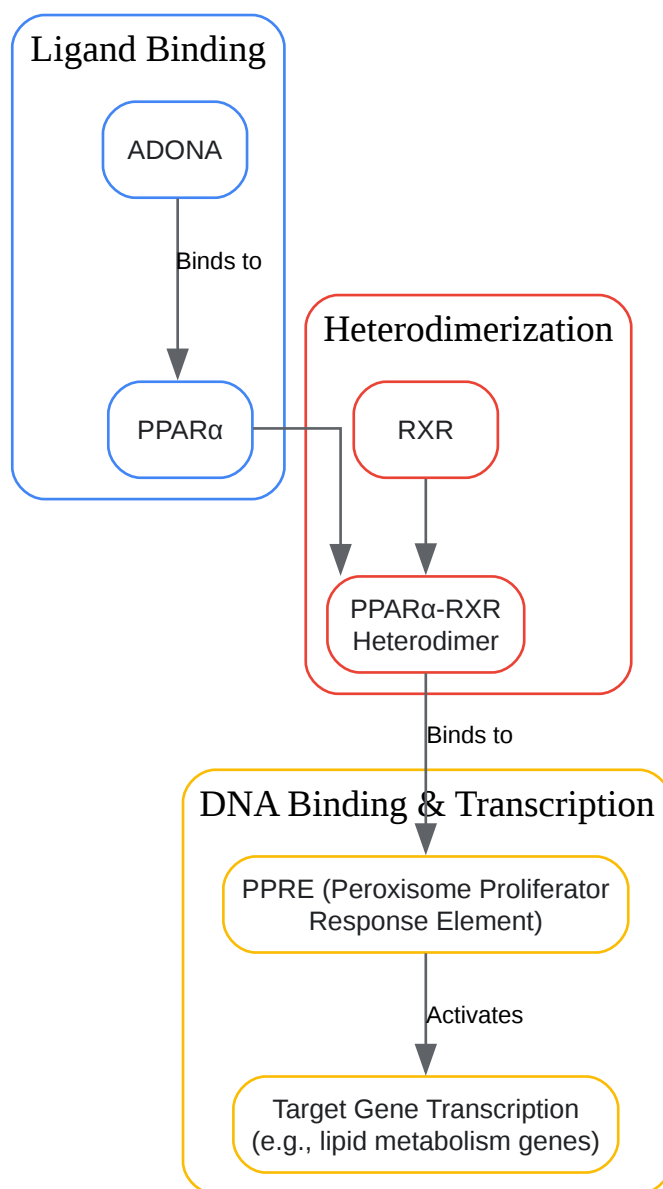 Ligand Binding
ADONA
Binds to
Heterodimerization
PPARα
RXR
PPARα-RXR
Heterodimer
Binds to
DNA Binding & Transcription
PPRE (Peroxisome Proliferator
Response Element)
Activates
Target Gene Transcription
(e.g., lipid metabolism genes)